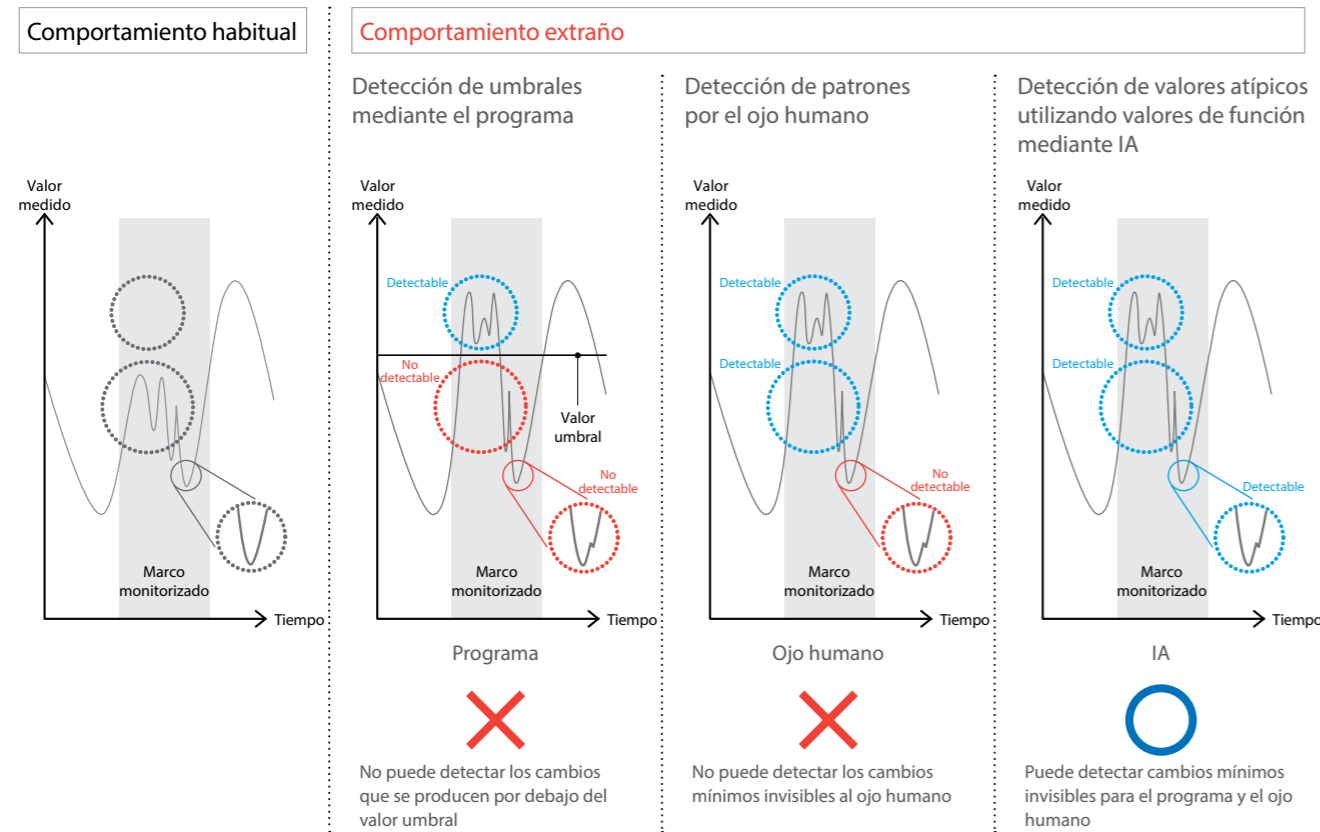 Comportamiento habitual
Comportamiento extraño
Detección de umbrales
mediante el programa
Detección de patrones
por el ojo humano
Detección de valores atípicos
utilizando valores de función
mediante IA
Valor
medido
Marco
monitorizado
Tiempo
Valor
medido
Detectable
No
detectable
Valor
umbral
No
detectable
Marco
monitorizado
Tiempo
Programa
No puede detectar los cambios
que se producen por debajo del
valor umbral
Valor
medido
Detectable
Detectable
No
detectable
Marco
monitorizado
Tiempo
Ojo humano
No puede detectar los cambios
mínimos invisibles al ojo humano
Valor
medido
Detectable
Detectable
Detectable
Marco
monitorizado
Tiempo
IA
Puede detectar cambios mínimos
invisibles para el programa y el ojo
humano